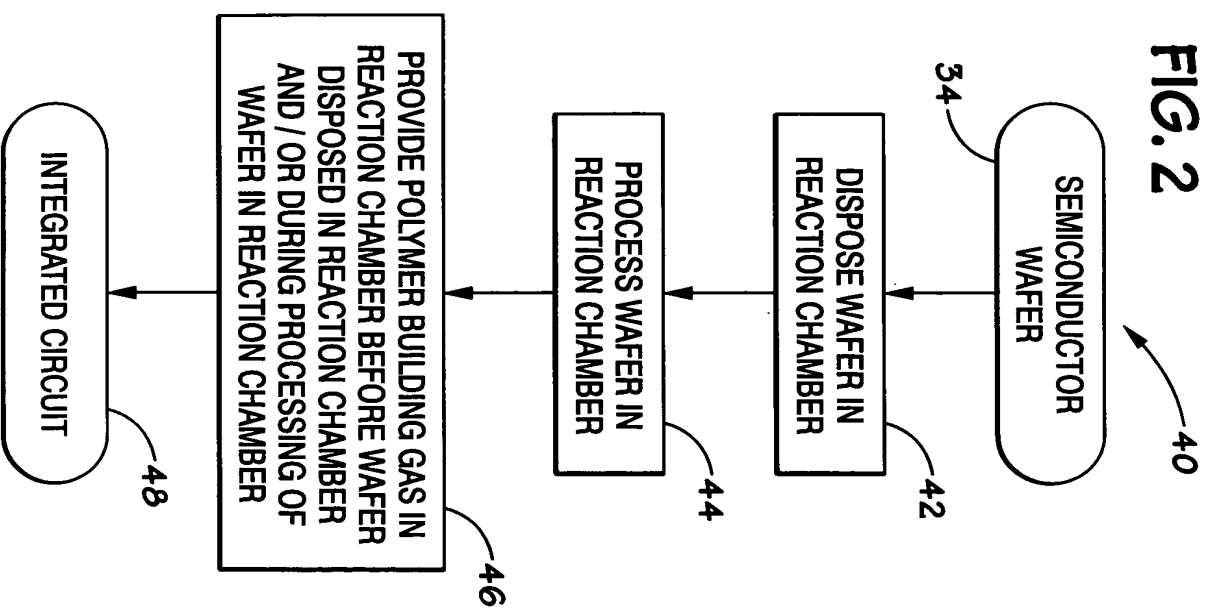 FIG. 2
40
34
SEMICONDUCTOR
WAFER
DISPOSE WAFER IN
REACTION CHAMBER
42
PROCESS WAFER IN
REACTION CHAMBER
44
PROVIDE POLYMER BUILDING GAS IN
REACTION CHAMBER BEFORE WAFER
DISPOSED IN REACTION CHAMBER
AND / OR DURING PROCESSING OF
WAFER IN REACTION CHAMBER
46
INTEGRATED CIRCUIT
48